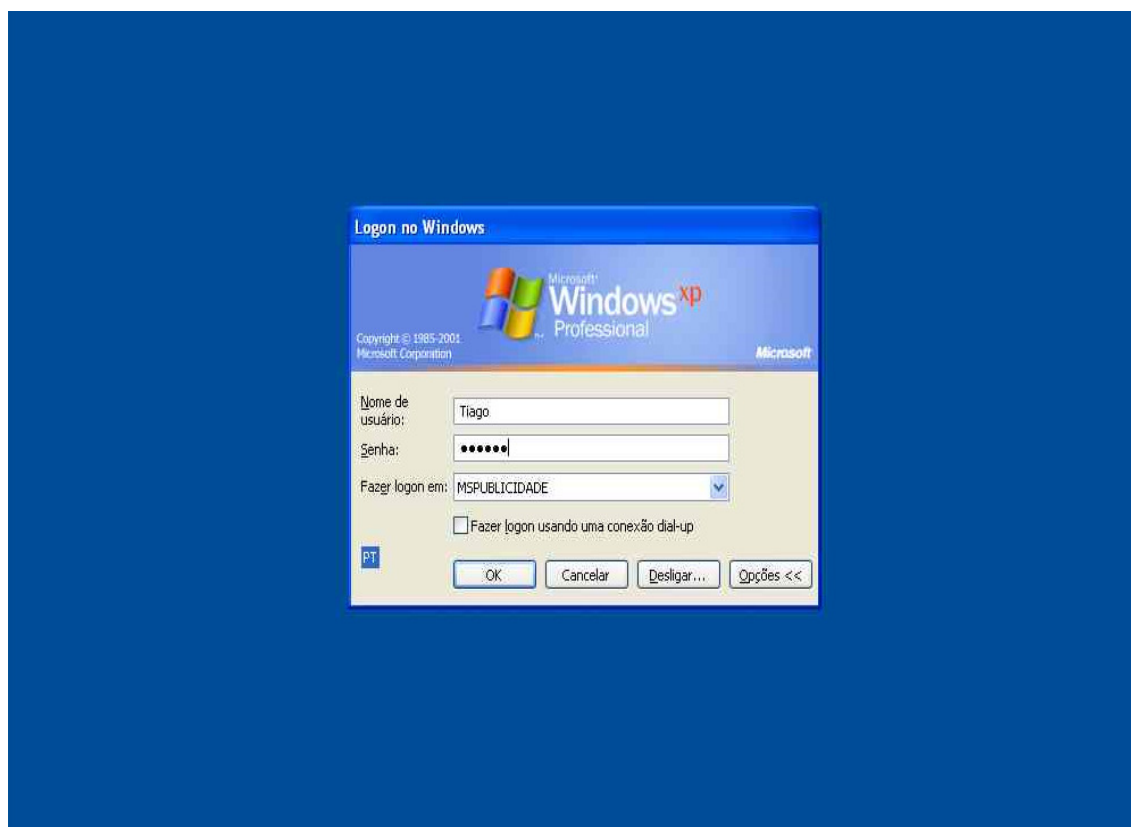 Logon no Windows
Microsoft
Windows xp
Professional
Copyright © 1985-2001
Microsoft Corporation
Microsoft
Nome de
usuário:
Tiago
Senha: ••••••
Fazer logon em: MSPUBLICIDADE
Fazer logon usando uma conexão dial-up
PT
OK Cancelar Desligar... Opções <<